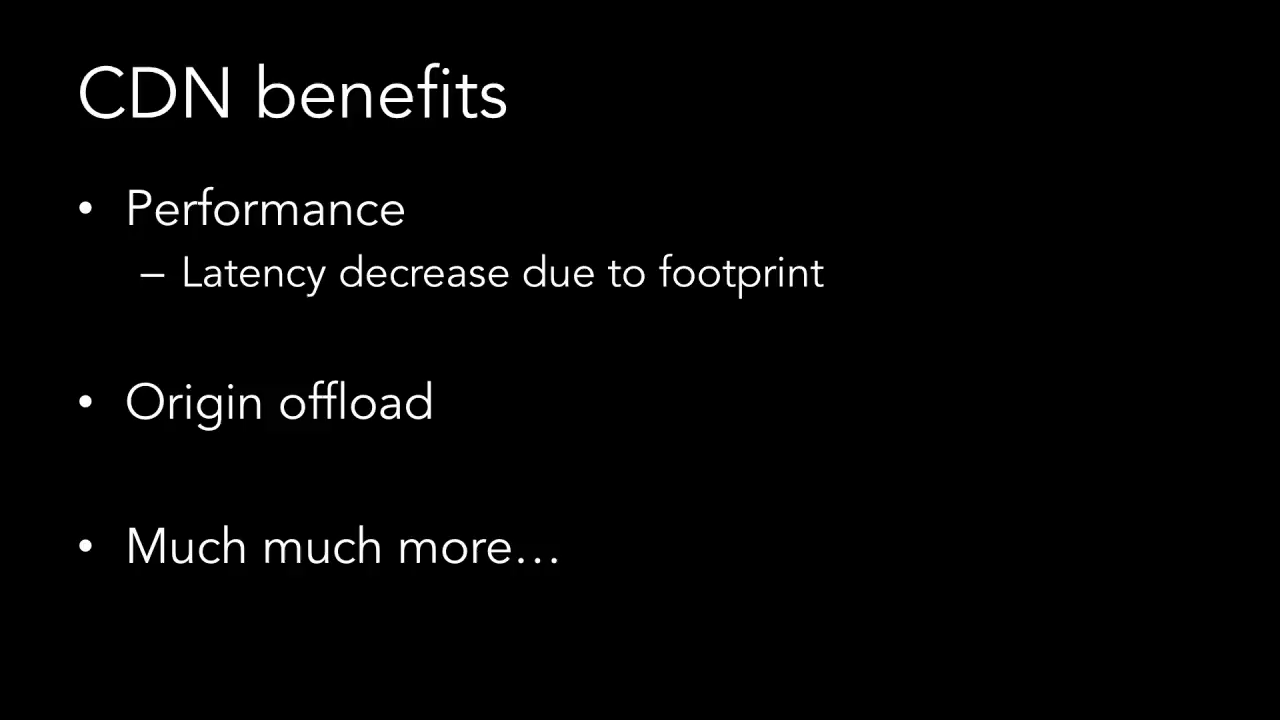 CDN benefits
• Performance
– Latency decrease due to footprint
• Origin offload
• Much much more…